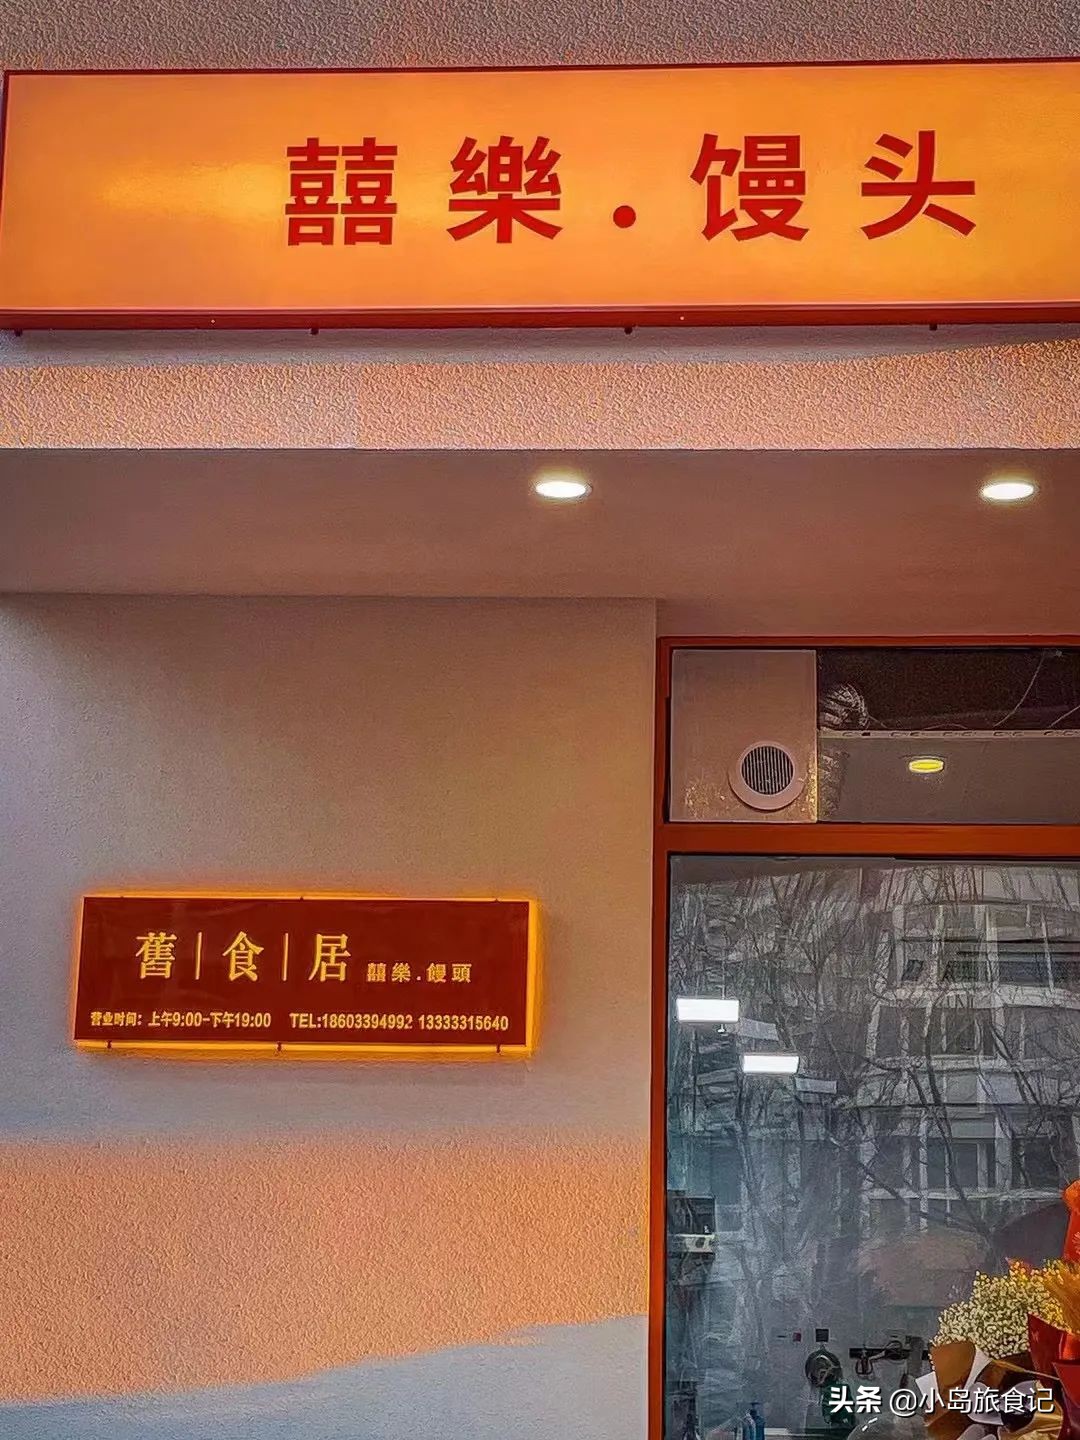 囍樂.馒头
舊|食|居 囍樂.饅頭
营业时间：上午9:00-下午19:00 TEL:18603394992 13333315640
头条 @小岛旅食记